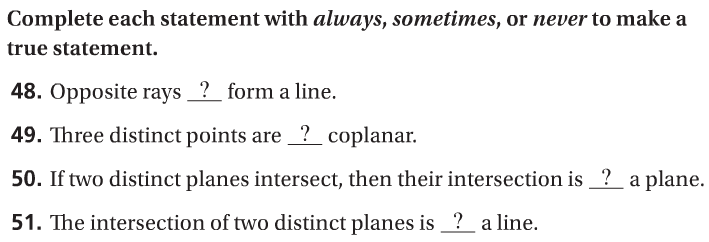 Complete each statement with always, sometimes, or never to make a
true statement.
48. Opposite rays ? form a line.
49. Three distinct points are ? coplanar.
50. If two distinct planes intersect, then their intersection is ? a plane.
51. The intersection of two distinct planes is ? a line.